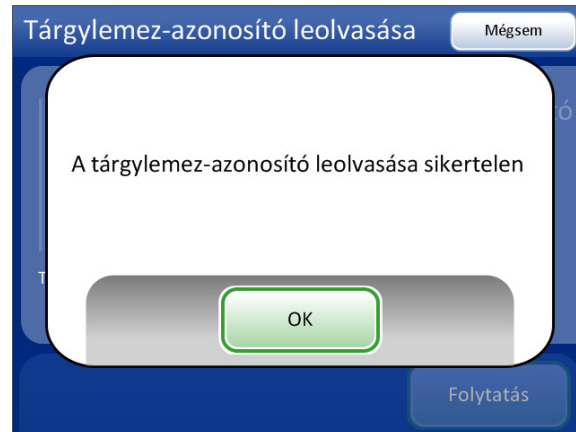 Tárgylemez-azonosító leolvasása
Mégsem
A tárgylemez-azonosító leolvasása sikertelen
OK
Folytatás